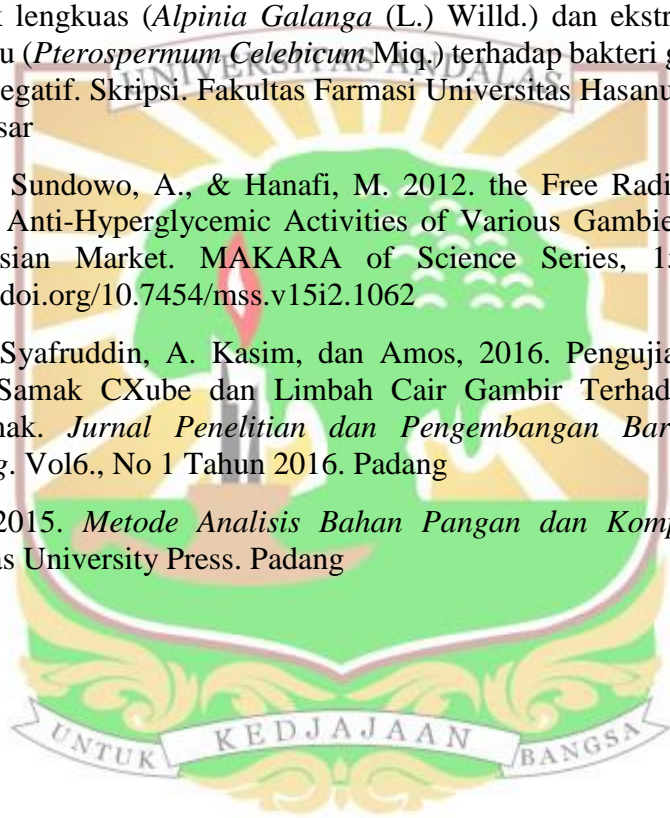 k lengkuas (Alpinia Galanga (L.) Willd.) dan ekstr
u (Pterospermum Celebicum Miq.) terhadap bakteri g
UNIVERSITAS ANDALAS
negatif. Skripsi. Fakultas Farmasi Universitas Hasanu
sar
Sundowo, A., & Hanafi, M. 2012. the Free Radi
Anti-Hyperglycemic Activities of Various Gambie
sian Market. MAKARA of Science Series, 15
doi.org/10.7454/mss.v15i2.1062
Syafruddin, A. Kasim, dan Amos, 2016. Pengujia
Samak CXube dan Limbah Cair Gambir Terhad
nak. Jurnal Penelitian dan Pengembangan Bar
g. Vol6., No 1 Tahun 2016. Padang
2015. Metode Analisis Bahan Pangan dan Komp
as University Press. Padang
UNTUK KEDJAJAAN BANGSA